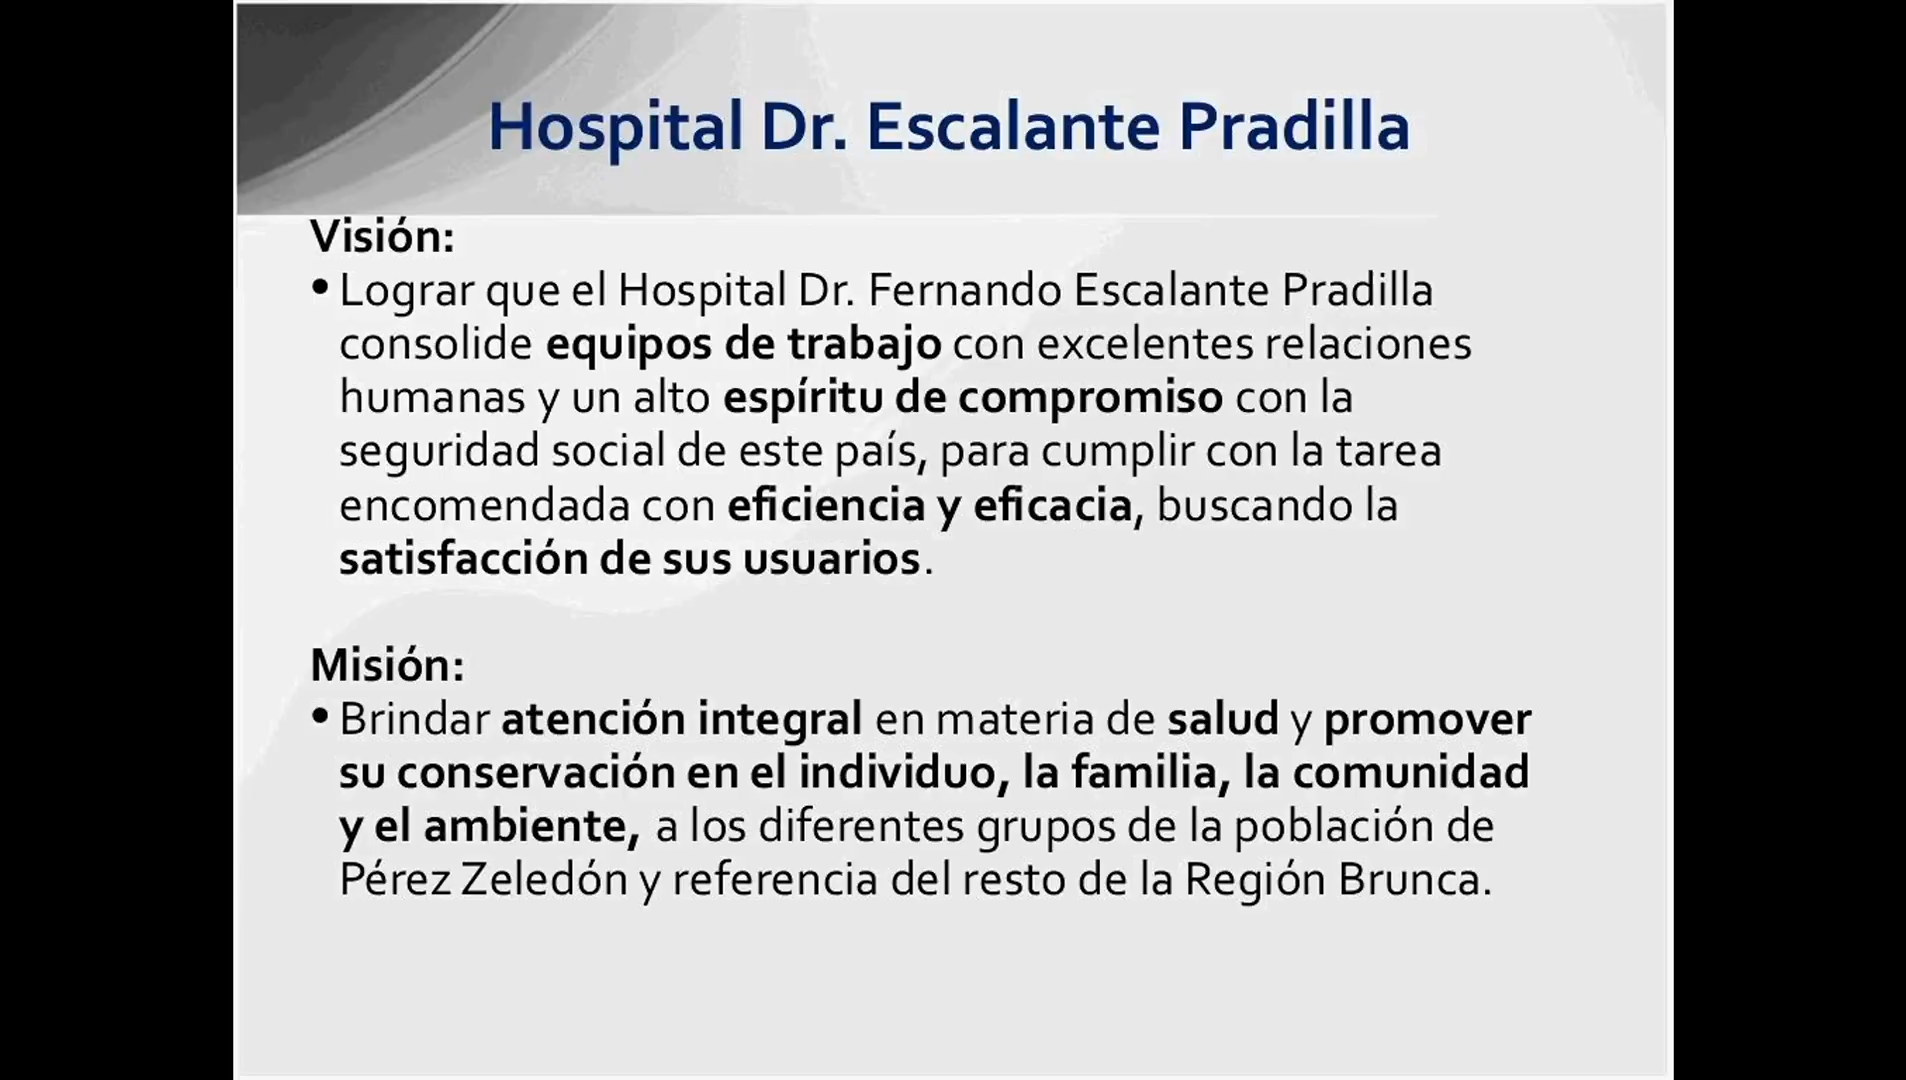 Hospital Dr. Escalante Pradilla
Visión:
• Lograr que el Hospital Dr. Fernando Escalante Pradilla
consolide equipos de trabajo con excelentes relaciones
humanas y un alto espíritu de compromiso con la
seguridad social de este país, para cumplir con la tarea
encomendada con eficiencia y eficacia, buscando la
satisfacción de sus usuarios.
Misión:
• Brindar atención integral en materia de salud y promover
su conservación en el individuo, la familia, la comunidad
y el ambiente, a los diferentes grupos de la población de
Pérez Zeledón y referencia del resto de la Región Brunca.